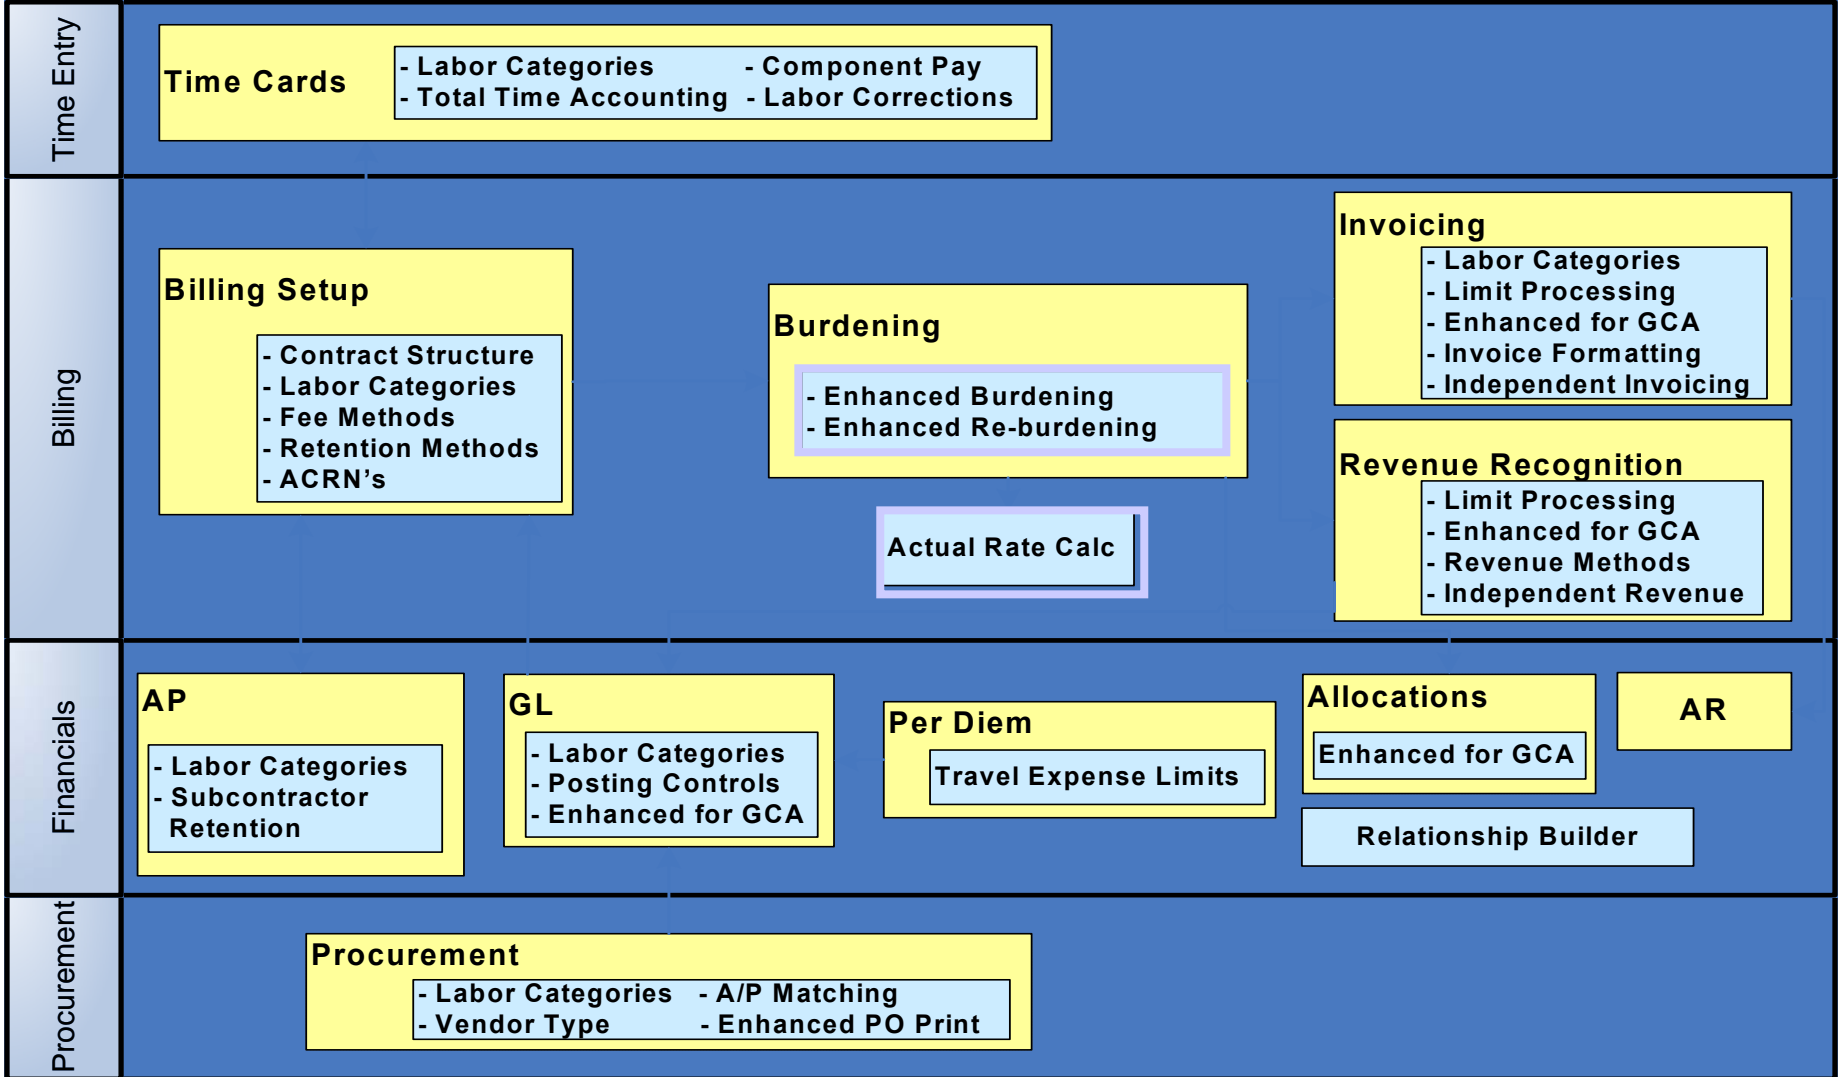 Time Entry
Time Cards
- Labor Categories - Component Pay
- Total Time Accounting - Labor Corrections
Billing
Billing Setup
- Contract Structure
- Labor Categories
- Fee Methods
- Retention Methods
- ACRN's
Burdening
- Enhanced Burdening
- Enhanced Re-burdening
Actual Rate Calc
Invoicing
- Labor Categories
- Limit Processing
- Enhanced for GCA
- Invoice Formatting
- Independent Invoicing
Revenue Recognition
- Limit Processing
- Enhanced for GCA
- Revenue Methods
- Independent Revenue
Financials
AP
- Labor Categories
- Subcontractor
Retention
GL
- Labor Categories
- Posting Controls
- Enhanced for GCA
Per Diem
Travel Expense Limits
Allocations
Enhanced for GCA
AR
Relationship Builder
Procurement
Procurement
- Labor Categories - A/P Matching
- Vendor Type - Enhanced PO Print